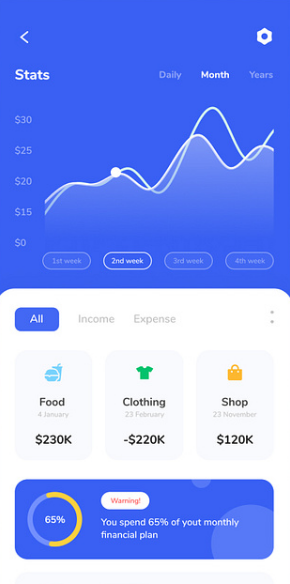 Stats Daily Month Years
$30
$25
$20
$15
$0
1st week 2nd week 3rd week 4th week
All Income Expense
Food Clothing Shop
4 January 23 February 23 November
$230K -$220K $120K
Warning!
65% You spend 65% of yout monthly
financial plan